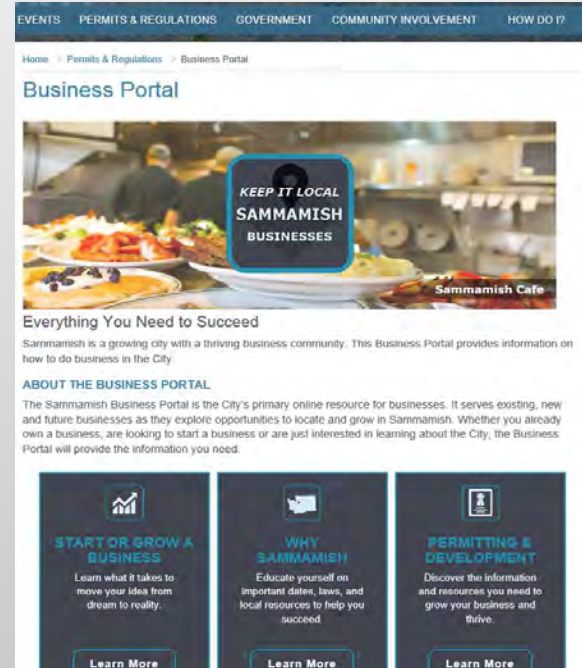 EVENTS PERMITS & REGULATIONS GOVERNMENT COMMUNITY INVOLVEMENT HOW DO I?
Home > Permits & Regulations > Business Portal
Business Portal
KEEP IT LOCAL
SAMMAMISH
BUSINESSES
Sammamish Cafe
Everything You Need to Succeed
Sammamish is a growing city with a thriving business community. This Business Portal provides information on
how to do business in the City.
ABOUT THE BUSINESS PORTAL
The Sammamish Business Portal is the City's primary online resource for businesses. It serves existing, new
and future businesses as they explore opportunities to locate and grow in Sammamish. Whether you already
own a business, are looking to start a business or are just interested in learning about the City, the Business
Portal will provide the information you need.
START OR GROW A
BUSINESS
Learn what it takes to
move your idea from
dream to reality.
Learn More
WHY
SAMMAMISH
Educate yourself on
important dates, laws, and
local resources to help you
succeed.
Learn More
PERMITTING &
DEVELOPMENT
Discover the information
and resources you need to
grow your business and
thrive.
Learn More